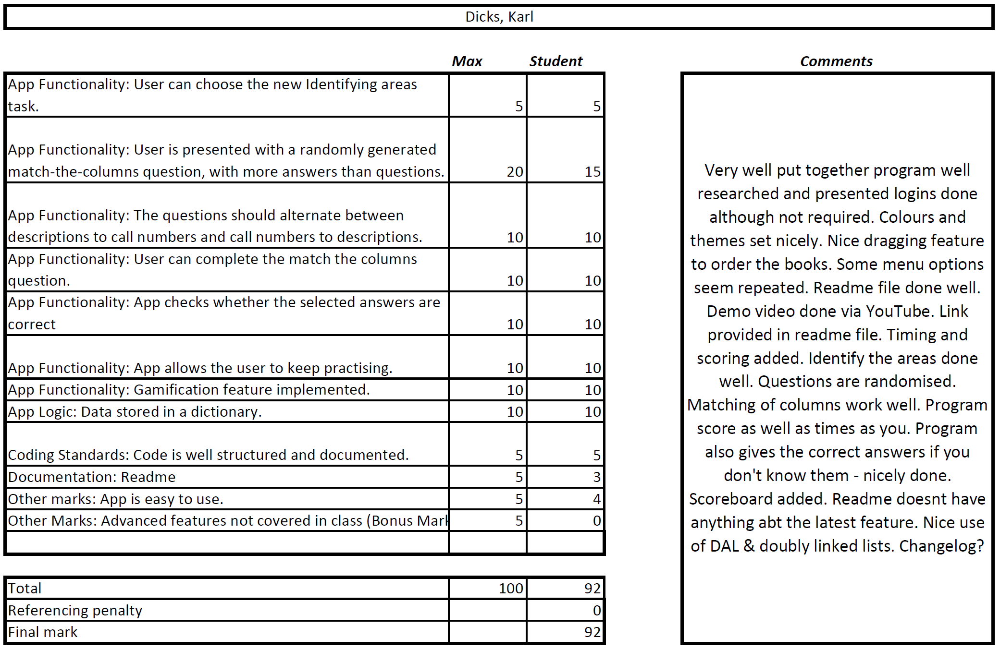 Dicks, Karl
Max Student Comments
App Functionality: User can choose the new Identifying areas
task. 5 5
App Functionality: User is presented with a randomly generated
match-the-columns question, with more answers than questions. 20 15
App Functionality: The questions should alternate between
descriptions to call numbers and call numbers to descriptions. 10 10
App Functionality: User can complete the match the columns
question. 10 10
App Functionality: App checks whether the selected answers are
correct 10 10
App Functionality: App allows the user to keep practising. 10 10
App Functionality: Gamification feature implemented. 10 10
App Logic: Data stored in a dictionary. 10 10
Coding Standards: Code is well structured and documented. 5 5
Documentation: Readme 5 3
Other marks: App is easy to use. 5 4
Other Marks: Advanced features not covered in class (Bonus Mark 5 0
Total 100 92
Referencing penalty 0
Final mark 92
Very well put together program well
researched and presented logins done
although not required. Colours and
themes set nicely. Nice dragging feature
to order the books. Some menu options
seem repeated. Readme file done well.
Demo video done via YouTube. Link
provided in readme file. Timing and
scoring added. Identify the areas done
well. Questions are randomised.
Matching of columns work well. Program
score as well as times as you. Program
also gives the correct answers if you
don't know them - nicely done.
Scoreboard added. Readme doesnt have
anything abt the latest feature. Nice use
of DAL & doubly linked lists. Changelog?